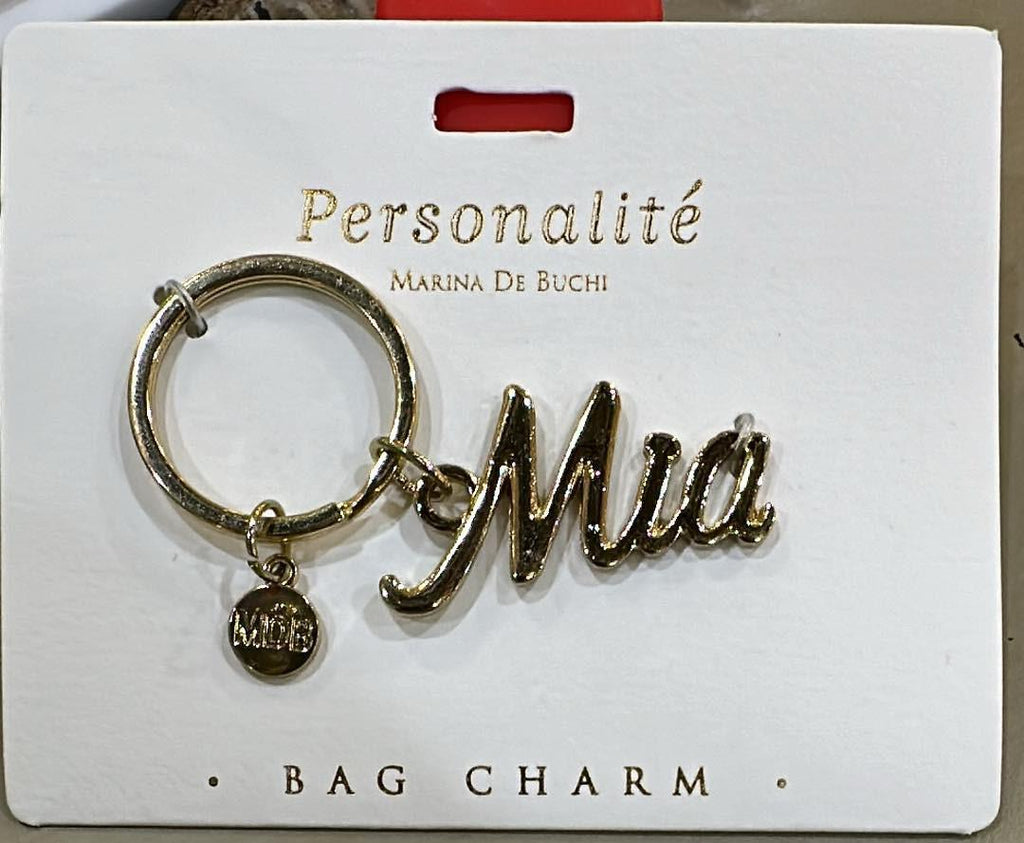 Personalité
MARINA DE BUCHI
Mia
MDB
• BAG CHARM •